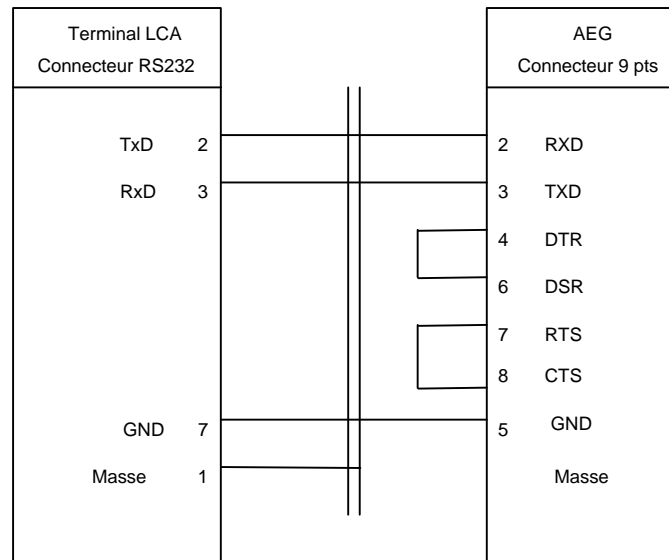 Terminal LCA
Connecteur RS232
AEG
Connecteur 9 pts
TxD 2
2 RXD
RxD 3
3 TXD
4 DTR
6 DSR
7 RTS
8 CTS
GND 7
5 GND
Masse 1
Masse